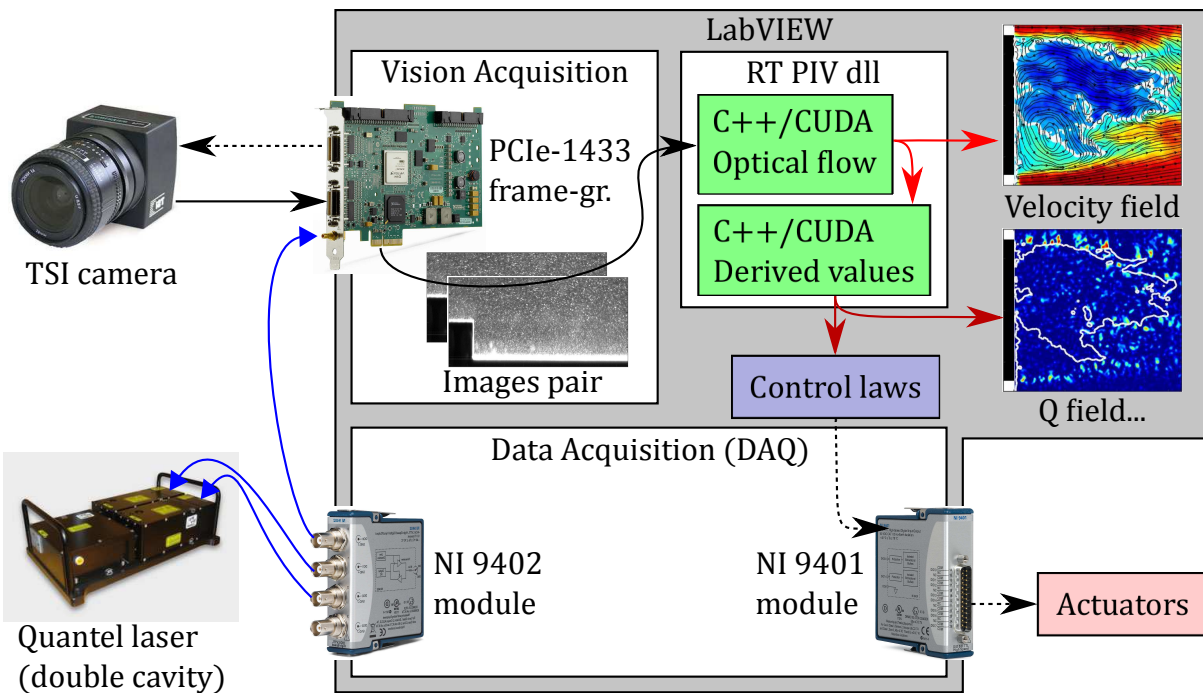 LabVIEW
Vision Acquisition
PCIe-1433
frame-gr.
Images pair
TSI camera
RT PIV dll
C++/CUDA
Optical flow
C++/CUDA
Derived values
Velocity field
Q field...
Control laws
Data Acquisition (DAQ)
NI 9402
module
NI 9401
module
Actuators
Quantel laser
(double cavity)